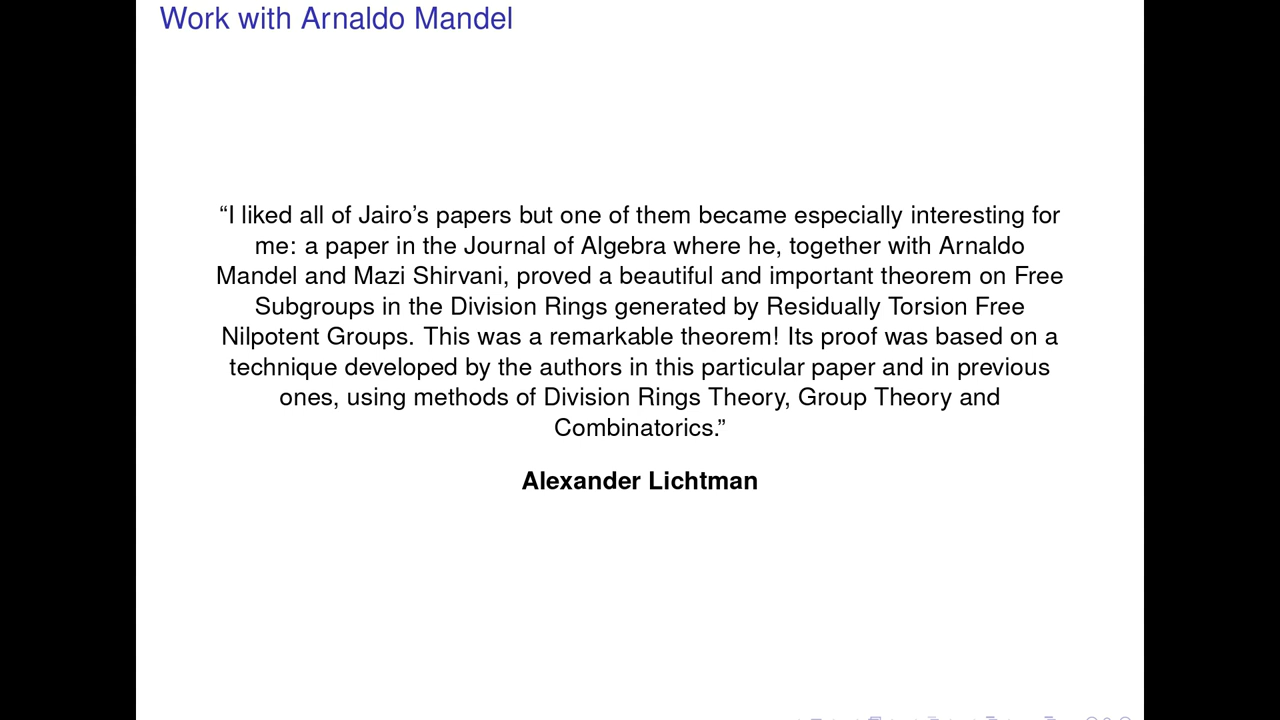 Work with Arnaldo Mandel
“I liked all of Jairo’s papers but one of them became especially interesting for
me: a paper in the Journal of Algebra where he, together with Arnaldo
Mandel and Mazi Shirvani, proved a beautiful and important theorem on Free
Subgroups in the Division Rings generated by Residually Torsion Free
Nilpotent Groups. This was a remarkable theorem! Its proof was based on a
technique developed by the authors in this particular paper and in previous
ones, using methods of Division Rings Theory, Group Theory and
Combinatorics.”
Alexander Lichtman